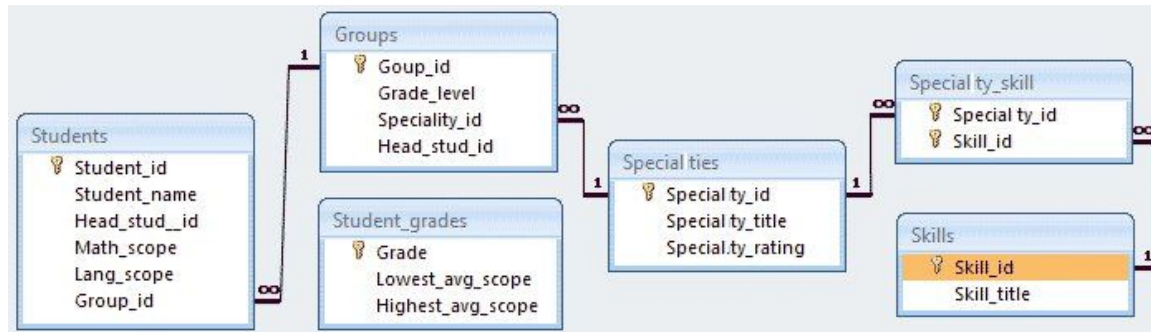 Students
Student_id
Student_name
Head_stud__id
Math_scope
Lang_scope
Group_id
∞
1
Groups
Goup_id
Grade_level
Speciality_id
Head_stud_id
∞
Student_grades
Grade
Lowest_avg_scope
Highest_avg_scope
1
Special ties
Special ty_id
Special ty_title
Special.ty_rating
1
∞
Special ty_skill
Special ty_id
Skill_id
∞
Skills
Skill_id
Skill_title
1